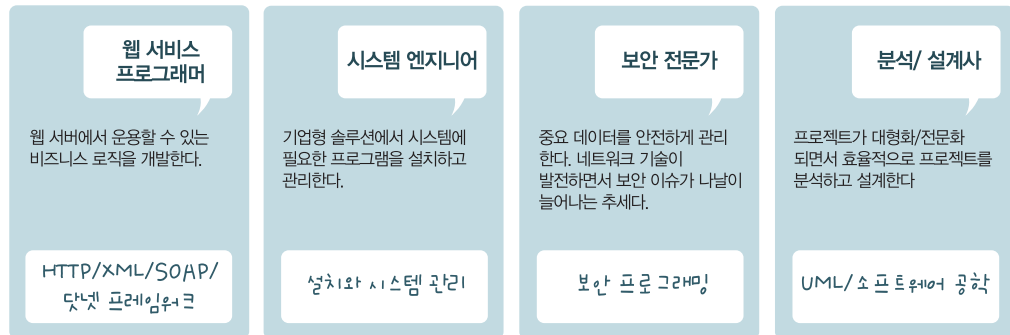 웹 서비스
프로그래머
웹 서버에서 운용할 수 있는
비즈니스 로직을 개발한다.
HTTP/XML/SOAP/
닷넷 프레임워크
시스템 엔지니어
기업형 솔루션에서 시스템에
필요한 프로그램을 설치하고
관리한다.
설치와 시스템 관리
보안 전문가
중요 데이터를 안전하게 관리
한다. 네트워크 기술이
발전하면서 보안 이슈가 나날이
늘어나는 추세다.
보안 프로그래밍
분석/ 설계사
프로젝트가 대형화/전문화
되면서 효율적으로 프로젝트를
분석하고 설계한다
UML/소프트웨어 공학